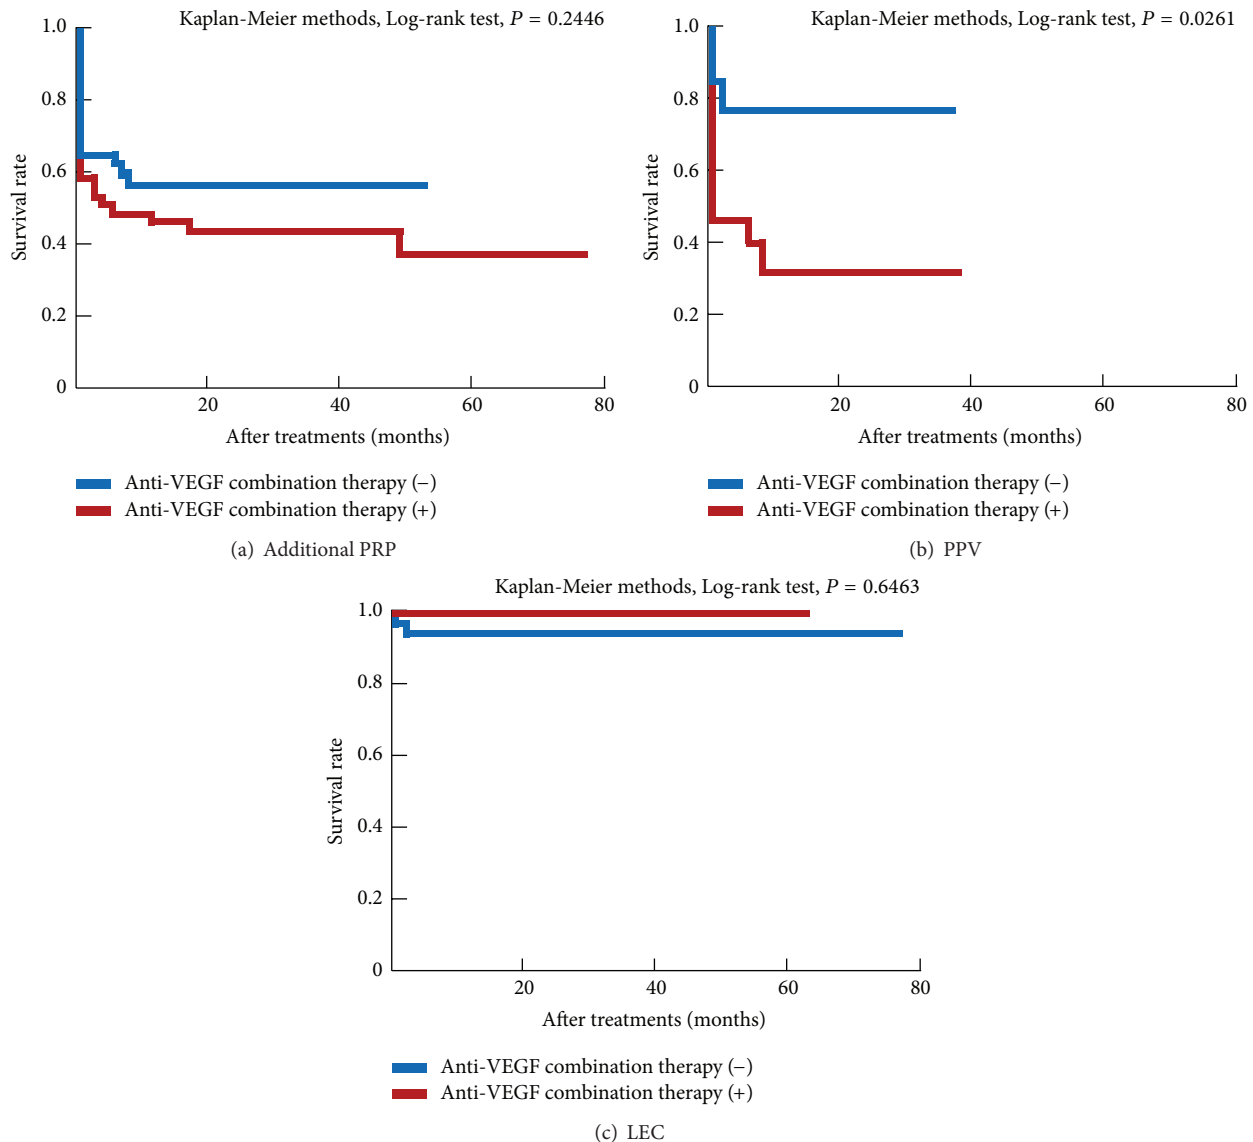 Kaplan-Meier methods, Log-rank test, P = 0.2446
1.0
0.8
0.6
0.4
0.2
0
Survival rate
20 40 60 80
After treatments (months)
Anti-VEGF combination therapy (−)
Anti-VEGF combination therapy (+)
(a) Additional PRP
Kaplan-Meier methods, Log-rank test, P = 0.0261
1.0
0.8
0.6
0.4
0.2
0
Survival rate
20 40 60 80
After treatments (months)
Anti-VEGF combination therapy (−)
Anti-VEGF combination therapy (+)
(b) PPV
Kaplan-Meier methods, Log-rank test, P = 0.6463
1.0
0.8
0.6
0.4
0.2
0
Survival rate
20 40 60 80
After treatments (months)
Anti-VEGF combination therapy (−)
Anti-VEGF combination therapy (+)
(c) LEC